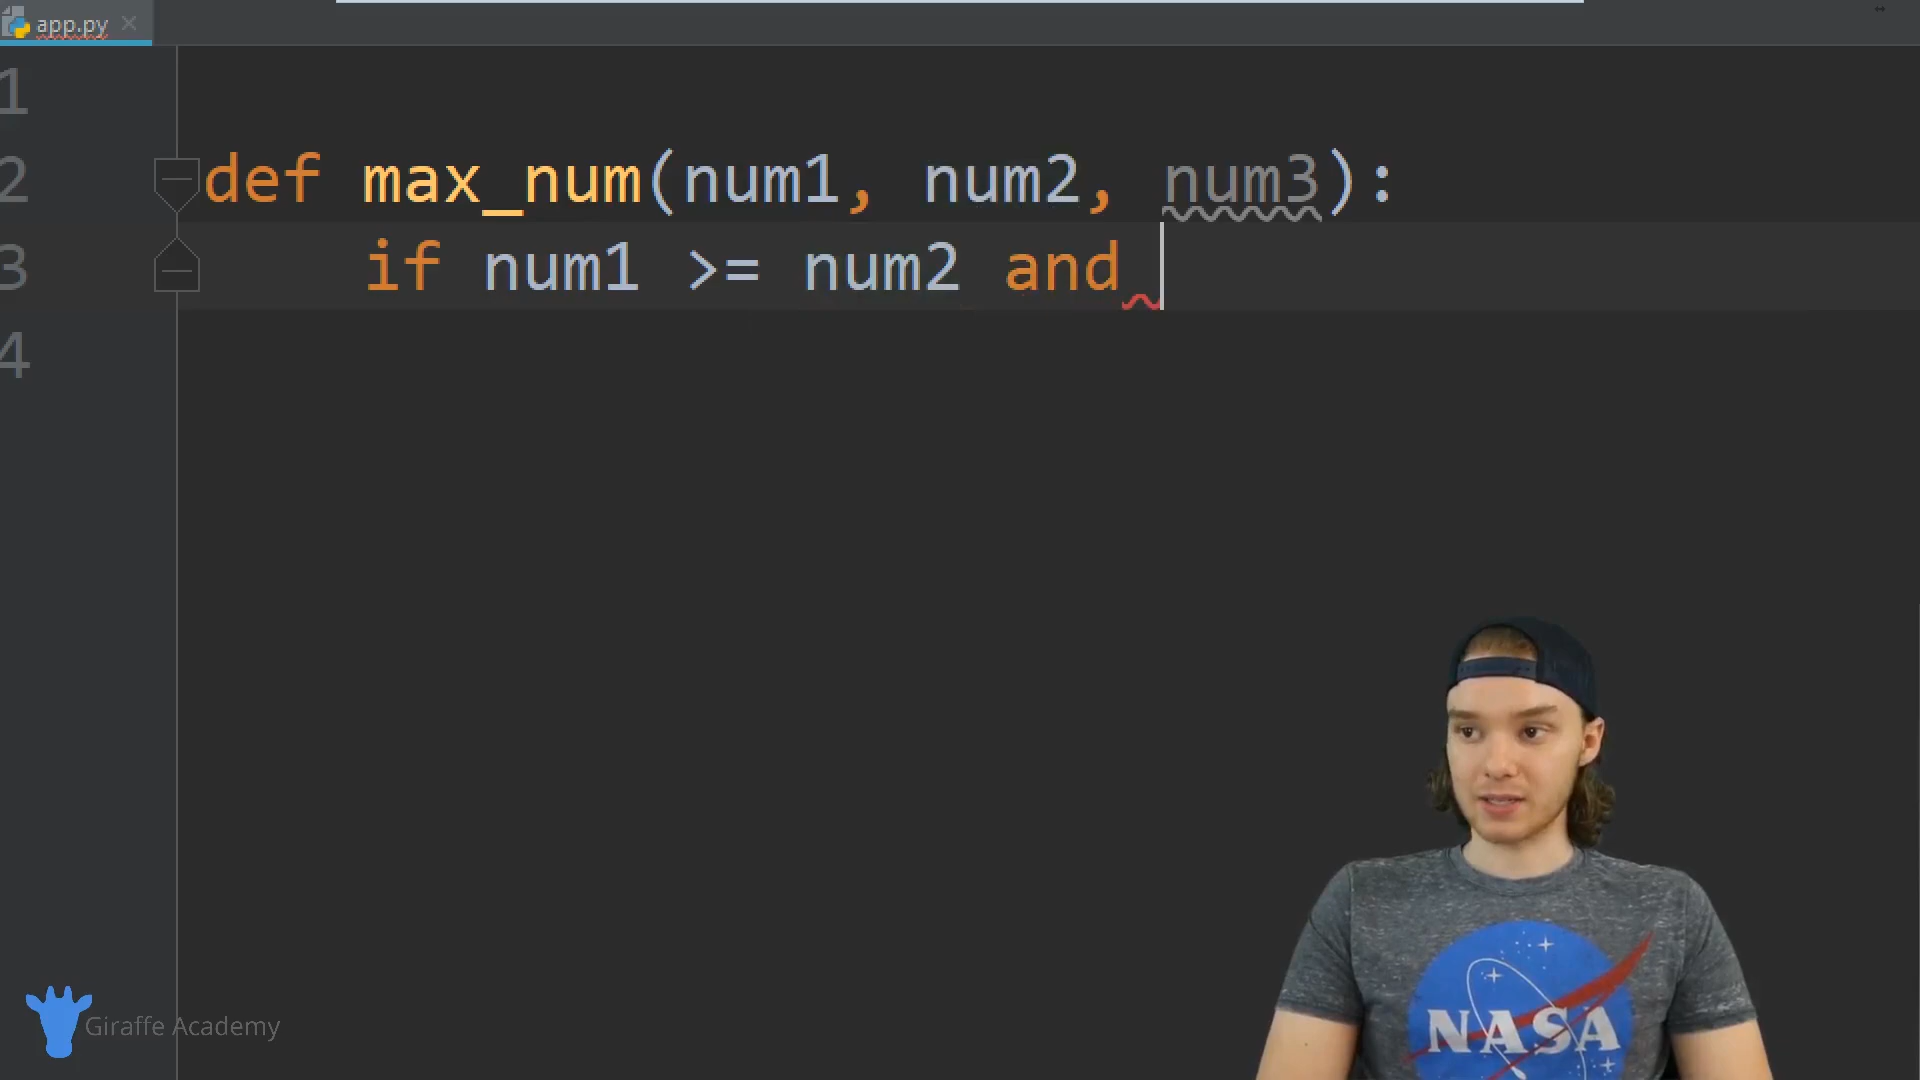 app.py
1
2 def max_num(num1, num2, num3):
3 if num1 >= num2 and
4
NASA
Giraffe Academy